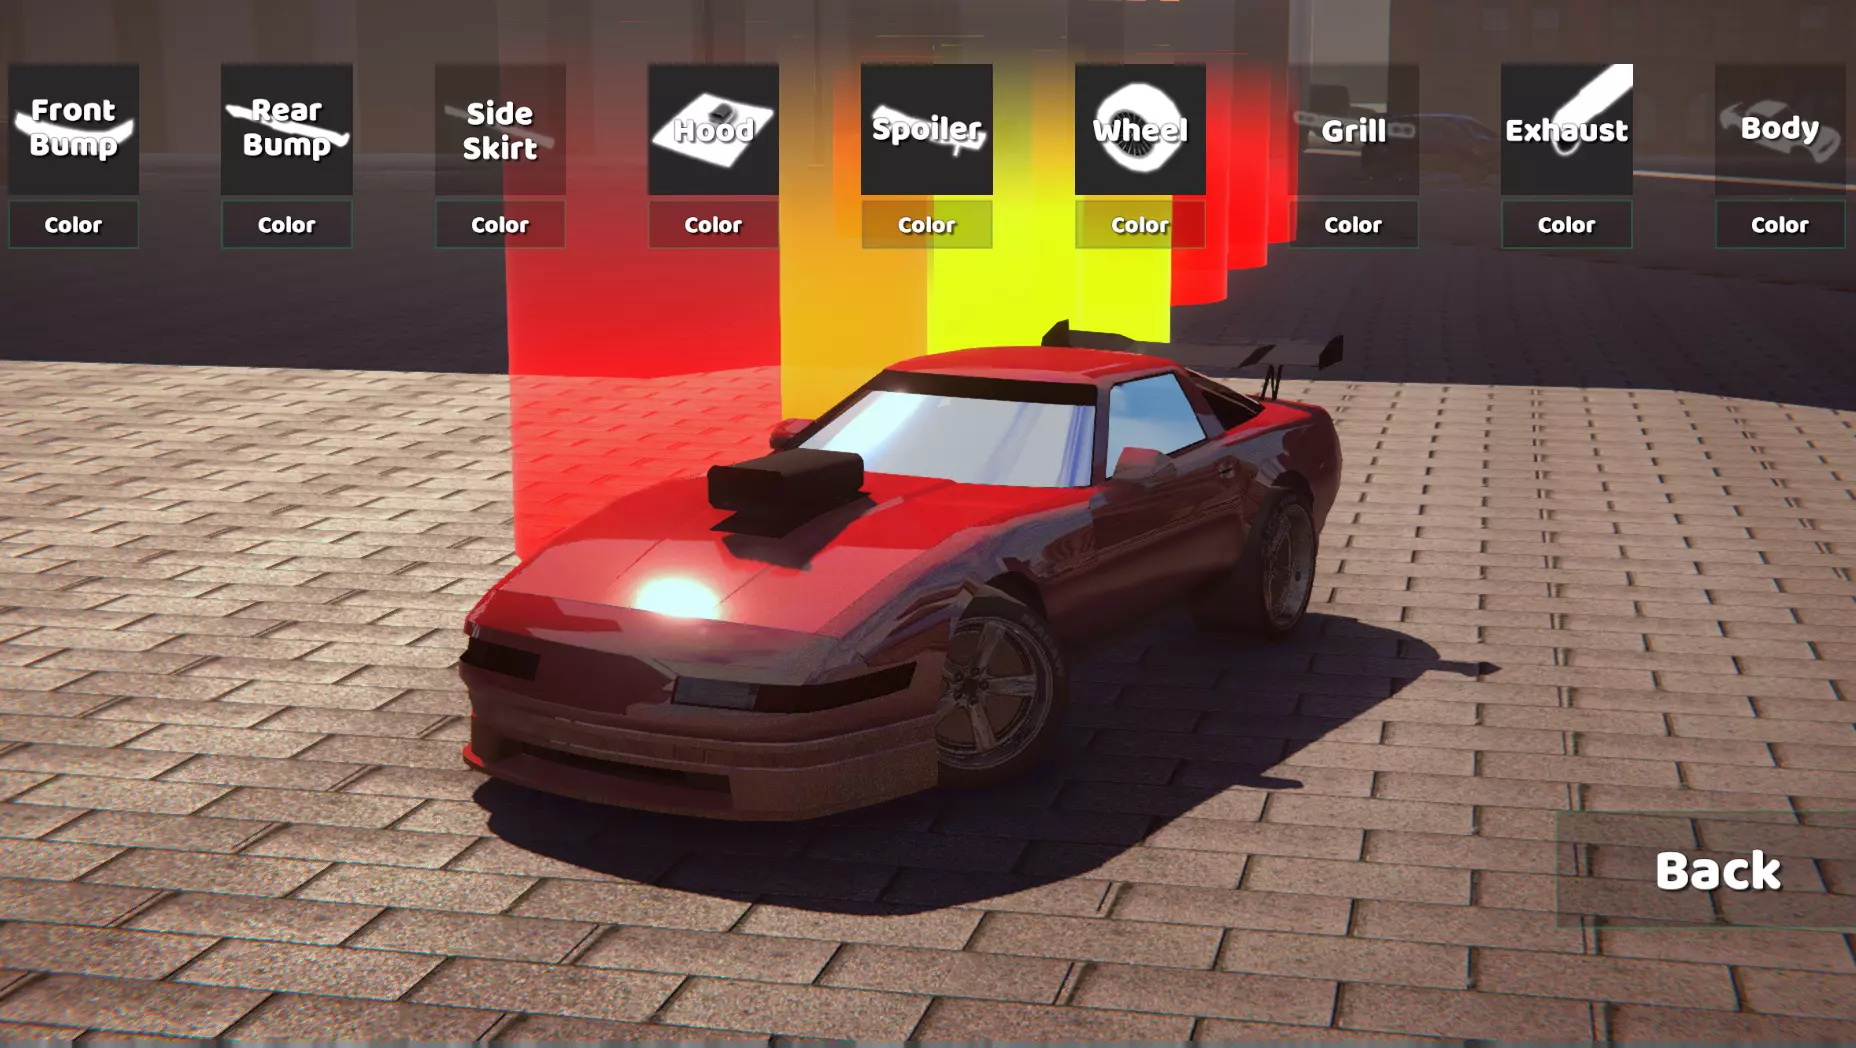 Front
Bump
Rear
Bump
Side
Skirt
Hood
Spoiler
Wheel
Grill
Exhaust
Body
Color
Color
Color
Color
Color
Color
Color
Color
Color
Back